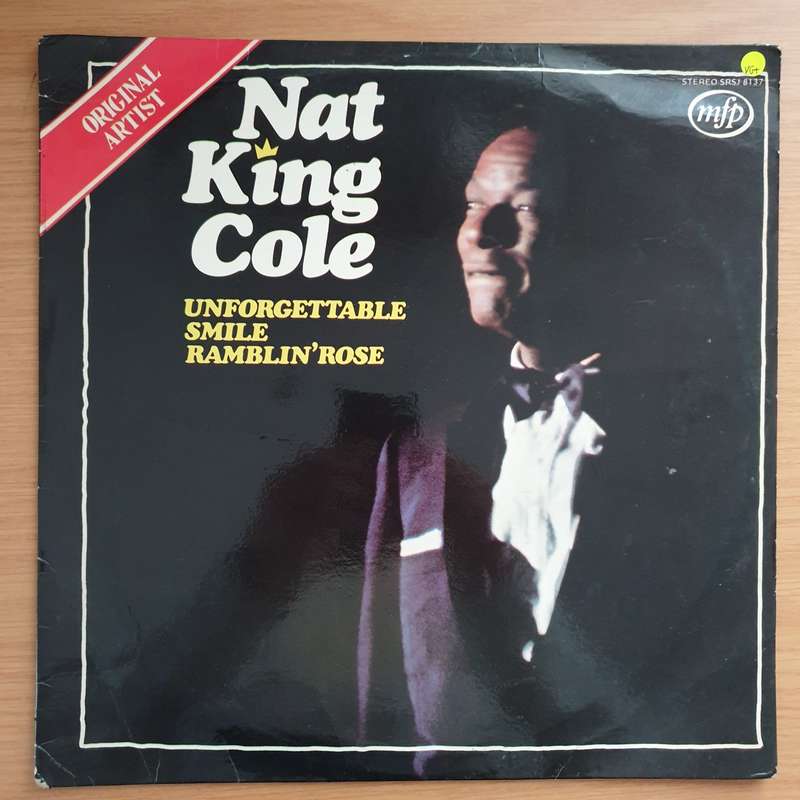 ORIGINAL
ARTIST
VG+
STEREO SRSJ 8137
mfp
Nat
King
Cole
UNFORGETTABLE
SMILE
RAMBLIN' ROSE